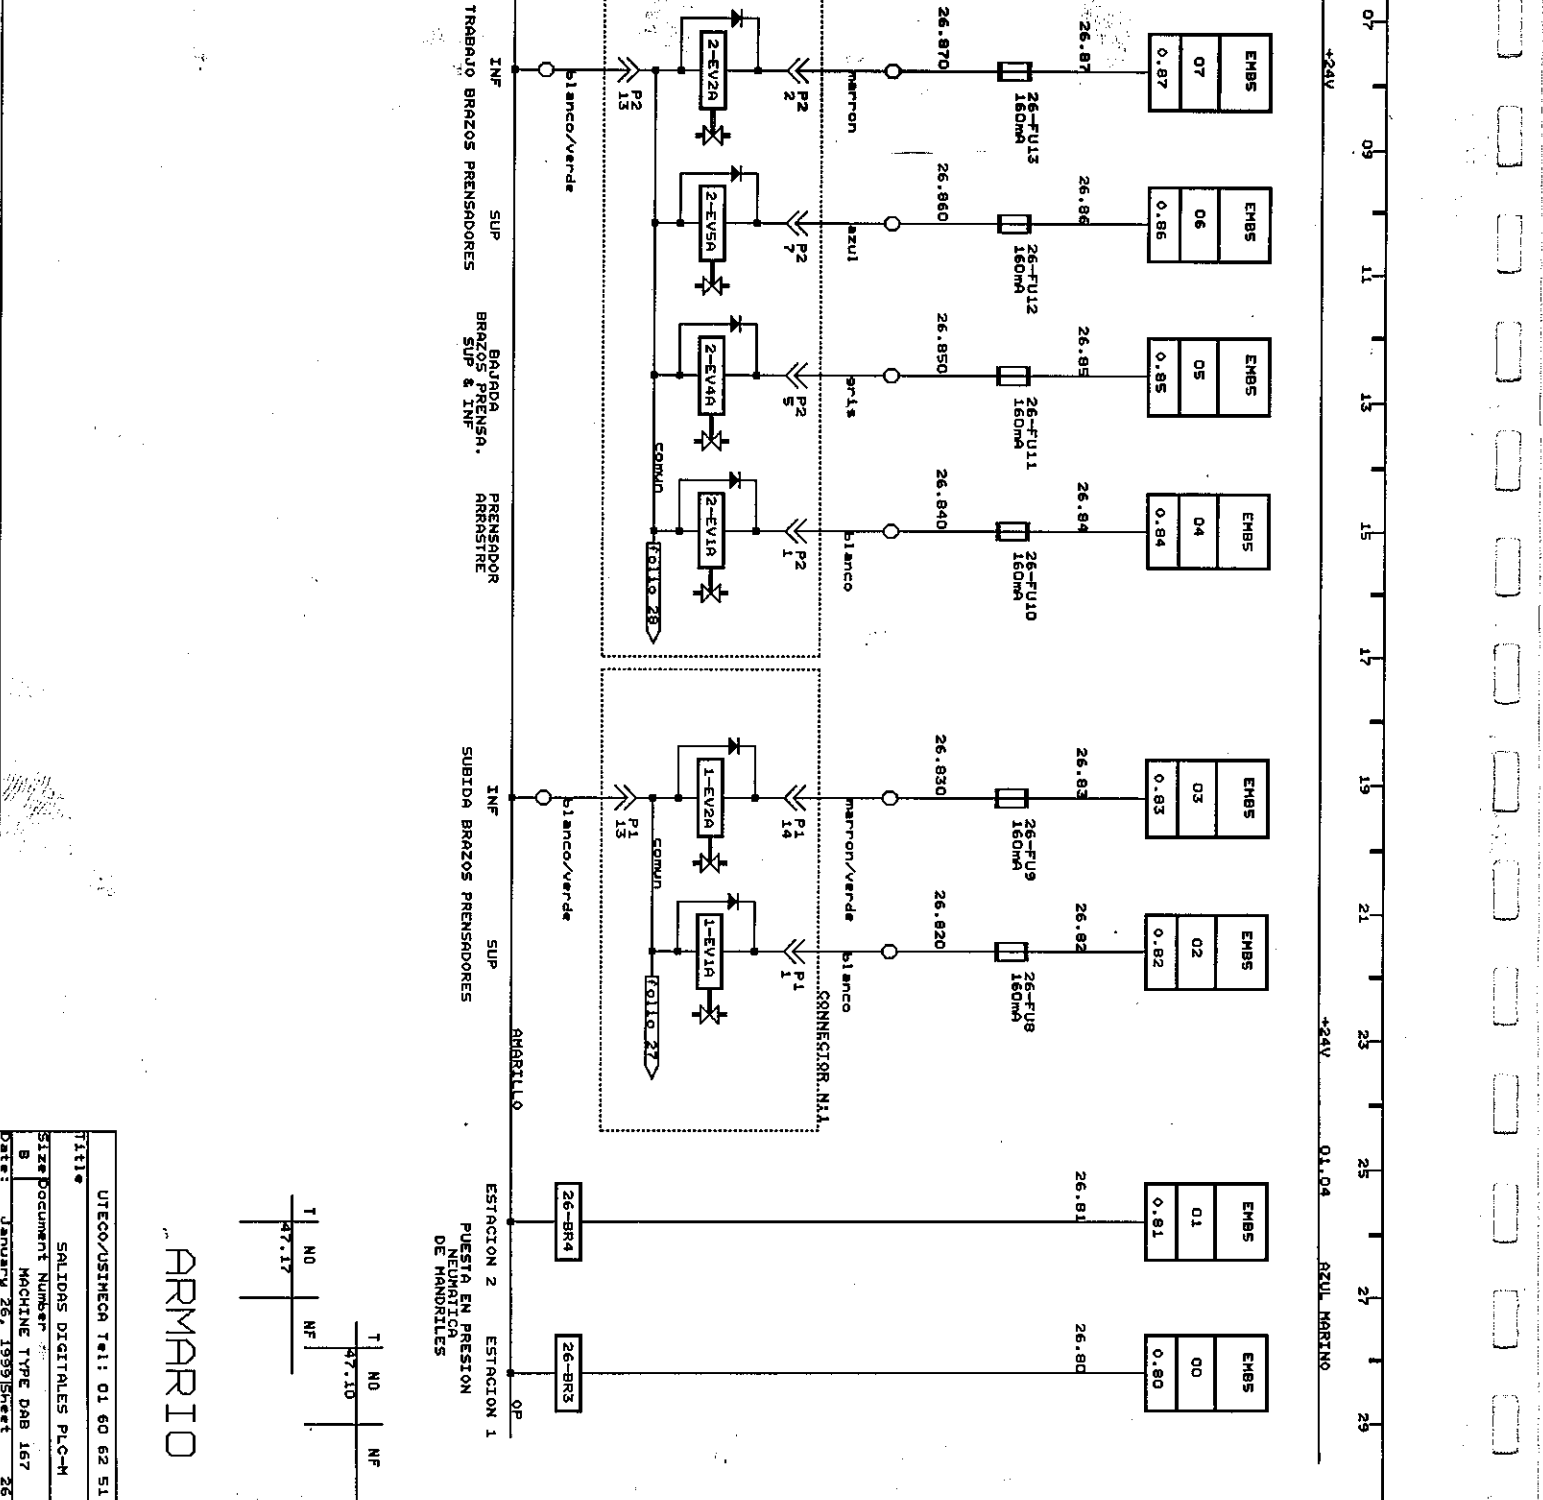 07
09
11
13
15
17
19
21
23
25
27
29
+24V
+24V
01.04
AZUL MARINO
EMB5
07
0.87
26.87
26-FU13
160mA
26.870
marron
P2
2
2-EV2A
P2
13
blanco/verde
INF
TRABAJO BRAZOS PRENSADORES
EMB5
06
0.86
26.86
26-FU12
160mA
26.860
azul
P2
7
2-EV5A
SUP
EMB5
05
0.85
26.85
26-FU11
160mA
26.850
gris
P2
5
2-EV4A
comun
BAJADA
BRAZOS PRENSA.
SUP & INF
EMB5
04
0.84
26.84
26-FU10
160mA
26.840
blanco
P2
1
2-EV1A
folio 28
PRENSADOR
ARRASTRE
EMB5
03
0.83
26.83
26-FU9
160mA
26.830
marron/verde
P1
14
1-EV2A
P1
13
comun
blanco/verde
INF
SUBIDA BRAZOS PRENSADORES
EMB5
02
0.82
26.82
26-FU8
160mA
26.820
blanco
P1
1
1-EV1A
folio 27
SUP
CONNECTOR N:1
AMARILLO
EMB5
01
0.81
26.81
26-BR4
ESTACION 2
EMB5
00
0.80
26.80
26-BR3
ESTACION 1
OP
PUESTA EN PRESION
NEUMATICA
DE MANDRILES
T NO NF
47.17
T NO NF
47.10
ARMARIO
UTECO/USIMECA Tel: 01 60 62 51
Title
SALIDAS DIGITALES PLC-M
Size Document Number
B MACHINE TYPE DAB 167
Date: January 26, 1999 Sheet 26